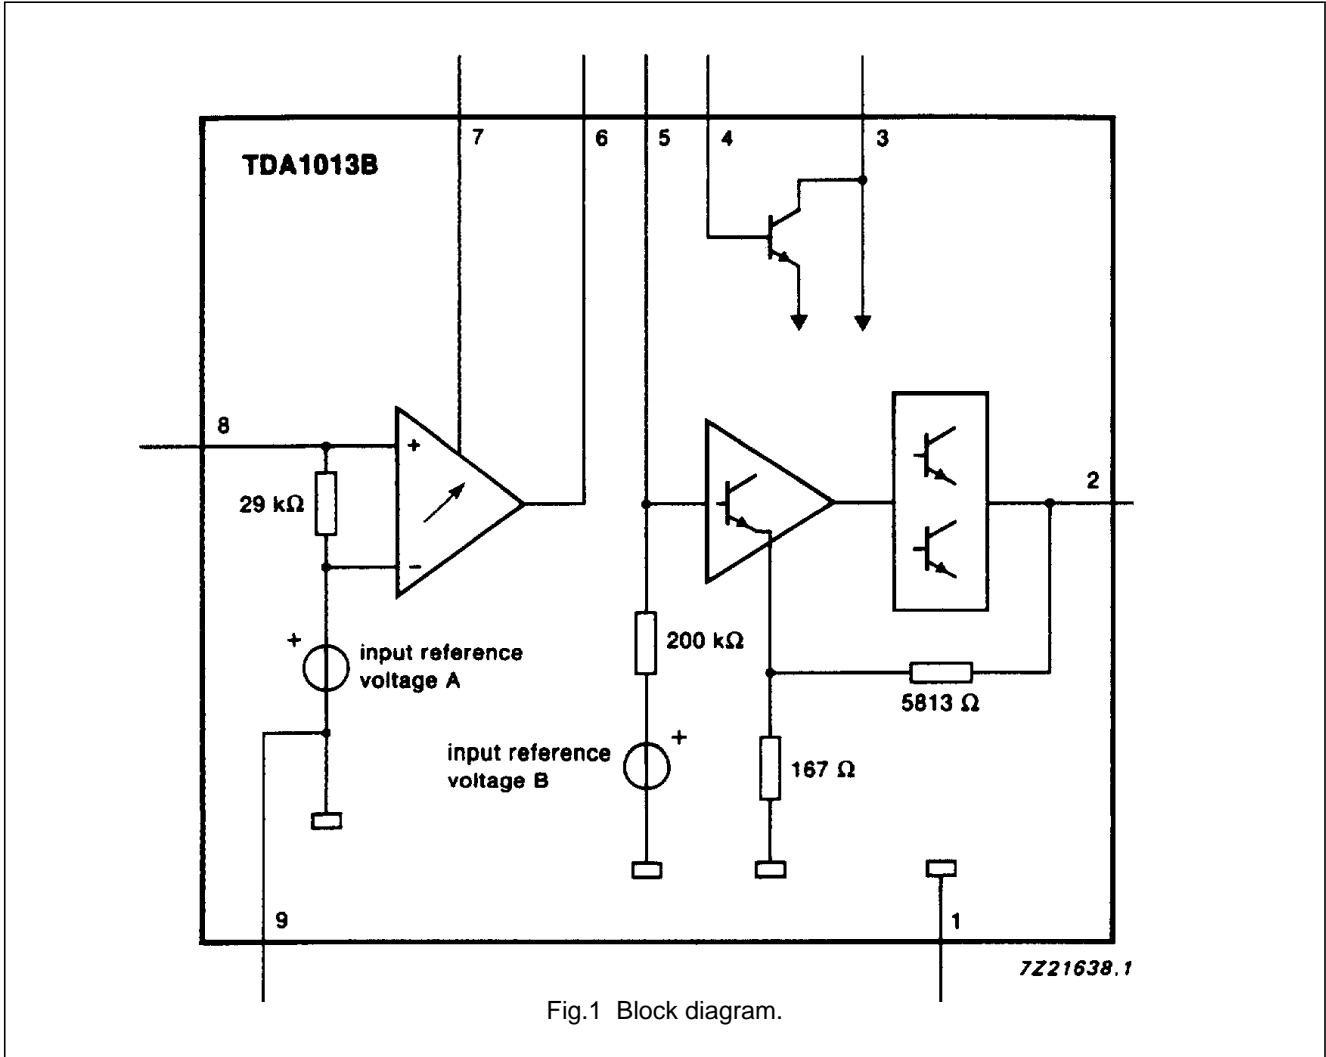 7
6
5
4
3
TDA1013B
8
+
29 kΩ
−
2
+
input reference
voltage A
200 kΩ
5813 Ω
+
input reference
voltage B
167 Ω
9
1
7Z21638.1
Fig.1 Block diagram.